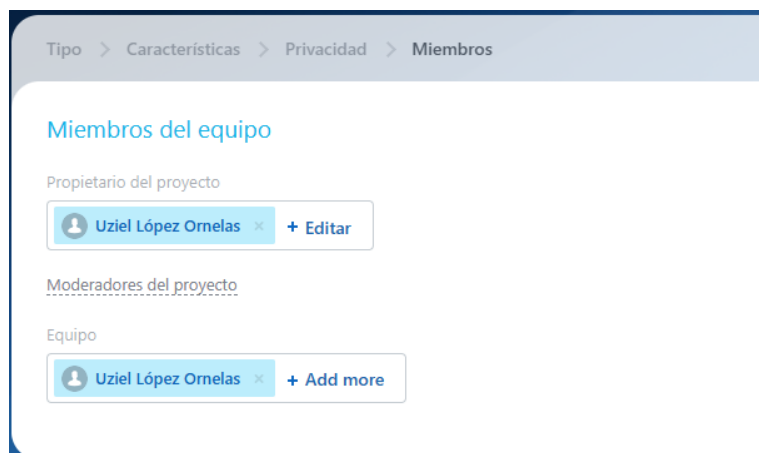 Tipo > Características > Privacidad > Miembros
Miembros del equipo
Propietario del proyecto
Uziel López Ornelas × + Editar
Moderadores del proyecto
Equipo
Uziel López Ornelas × + Add more